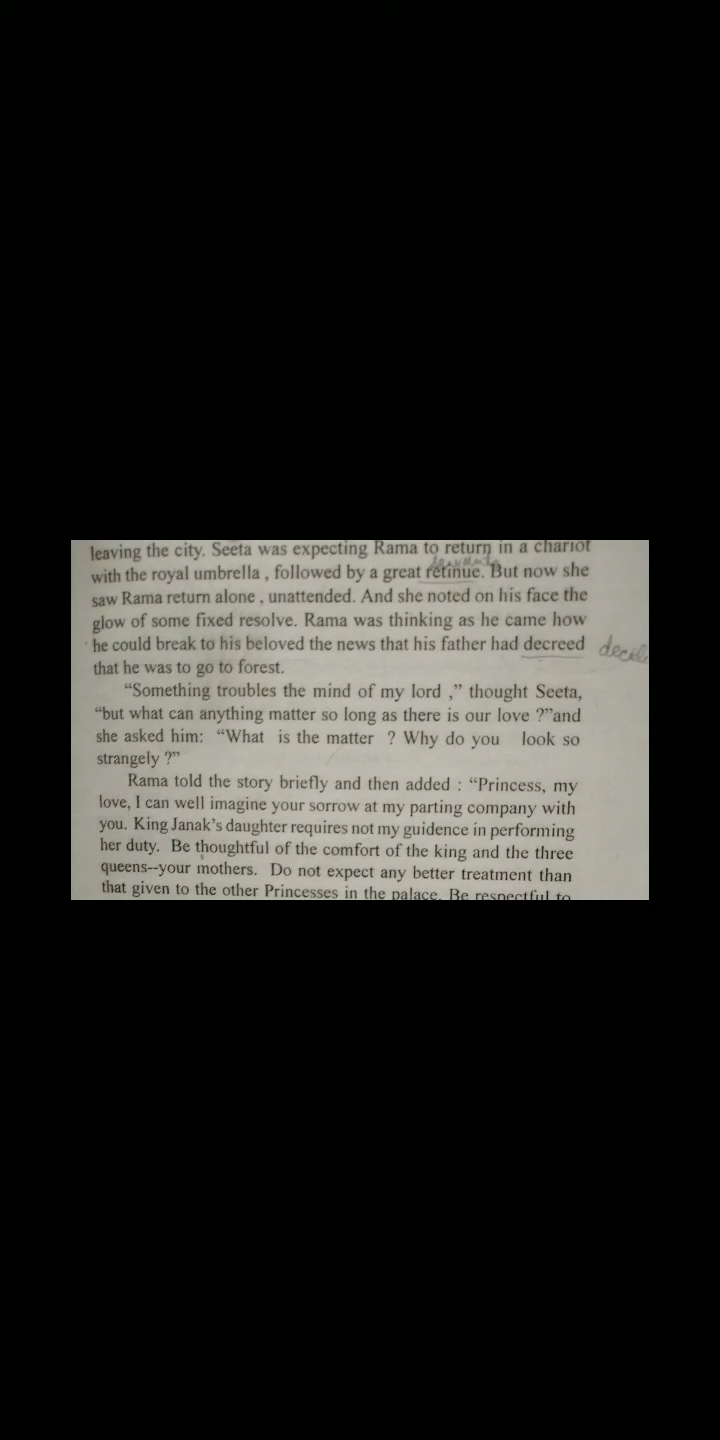 leaving the city. Seeta was expecting Rama to return in a chariot
servants
with the royal umbrella , followed by a great retinue. But now she
saw Rama return alone , unattended. And she noted on his face the
glow of some fixed resolve. Rama was thinking as he came how
he could break to his beloved the news that his father had decreed
that he was to go to forest.
“Something troubles the mind of my lord ,” thought Seeta,
“but what can anything matter so long as there is our love ?”and
she asked him: “What is the matter ? Why do you look so
strangely ?”
Rama told the story briefly and then added : “Princess, my
love, I can well imagine your sorrow at my parting company with
you. King Janak’s daughter requires not my guidence in performing
her duty. Be thoughtful of the comfort of the king and the three
queens--your mothers. Do not expect any better treatment than
that given to the other Princesses in the palace. Be respectful to